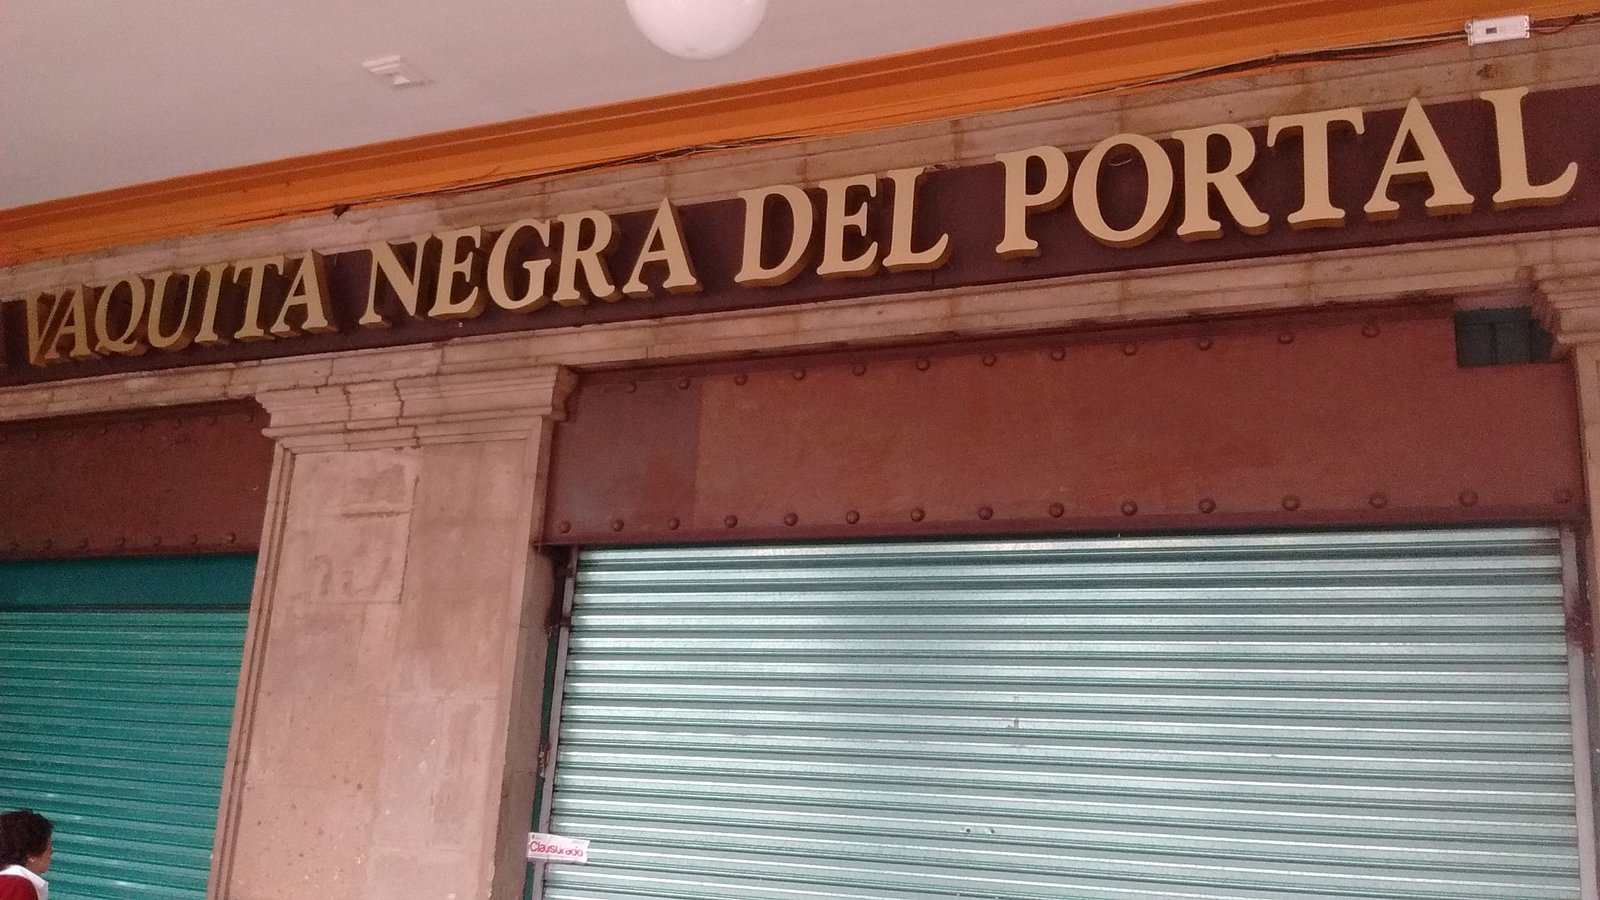 VAQUITA NEGRA DEL PORTAL
Clausurado